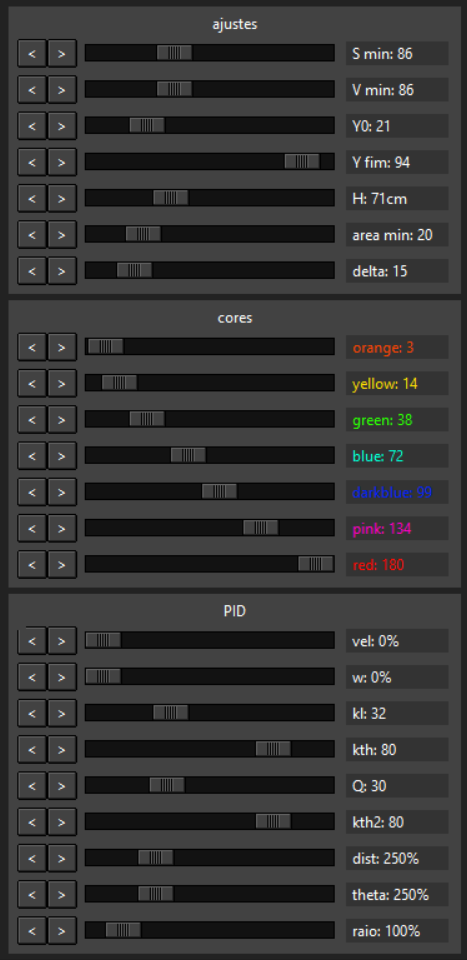 ajustes
< > S min: 86
< > V min: 86
< > Y0: 21
< > Y fim: 94
< > H: 71cm
< > area min: 20
< > delta: 15
cores
< > orange: 3
< > yellow: 14
< > green: 38
< > blue: 72
< > darkblue: 99
< > pink: 134
< > red: 180
PID
< > vel: 0%
< > w: 0%
< > kl: 32
< > kth: 80
< > Q: 30
< > kth2: 80
< > dist: 250%
< > theta: 250%
< > raio: 100%